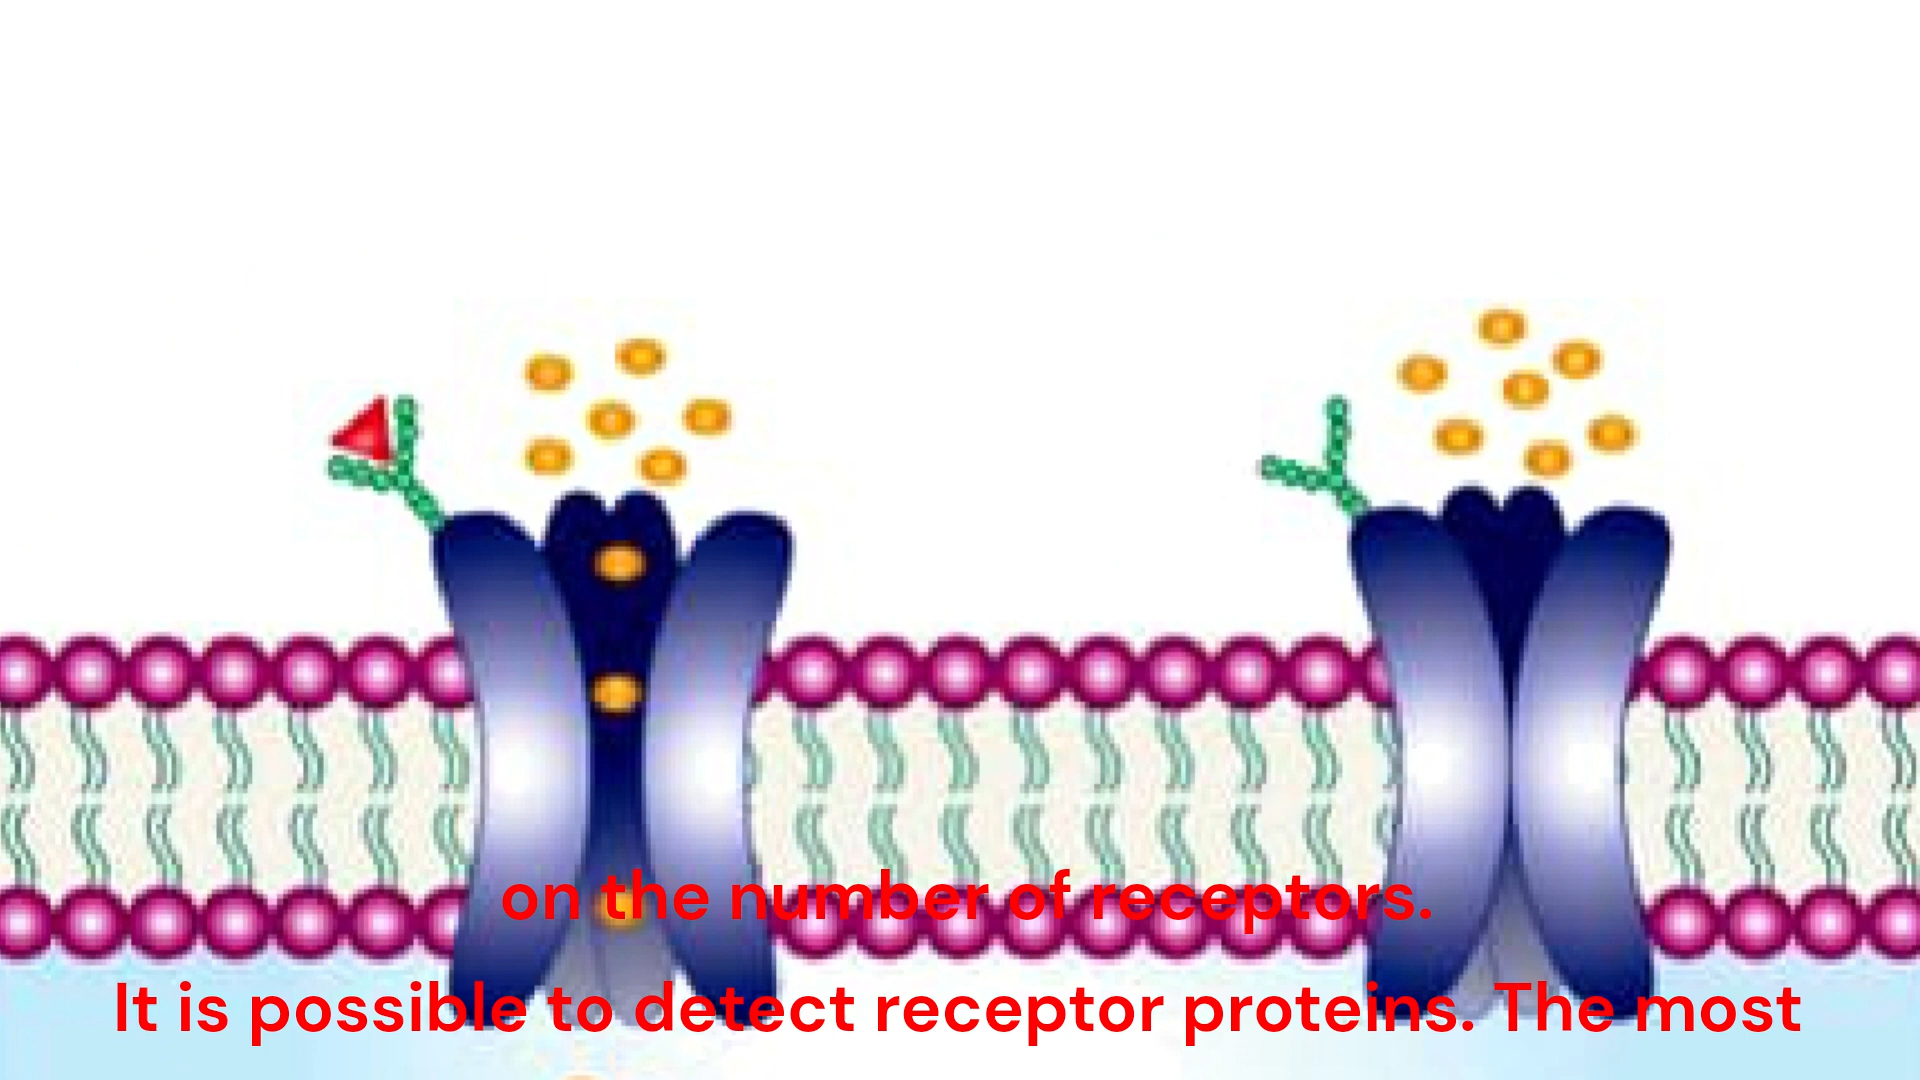 on the number of receptors.
It is possible to detect receptor proteins. The most